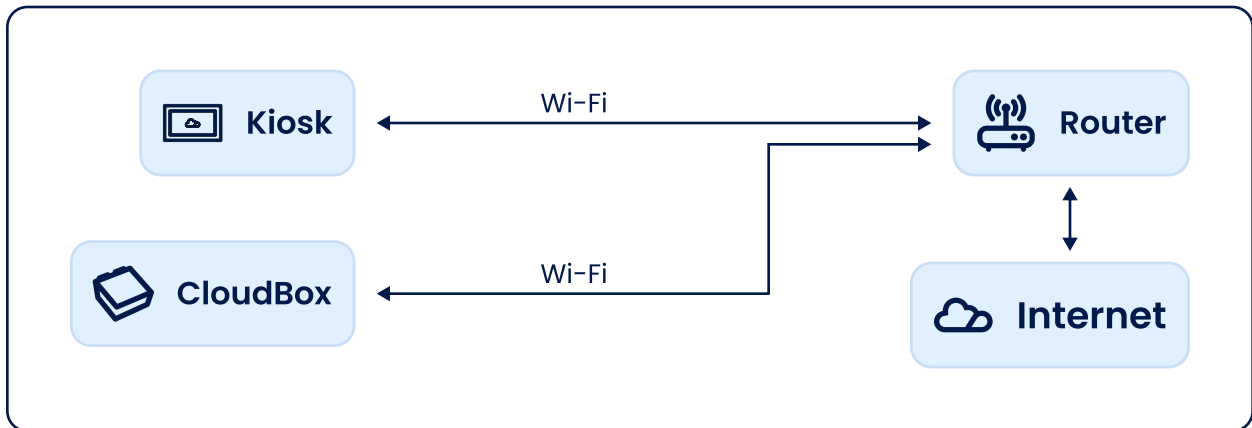 Kiosk
Wi-Fi
Router
CloudBox
Wi-Fi
Internet